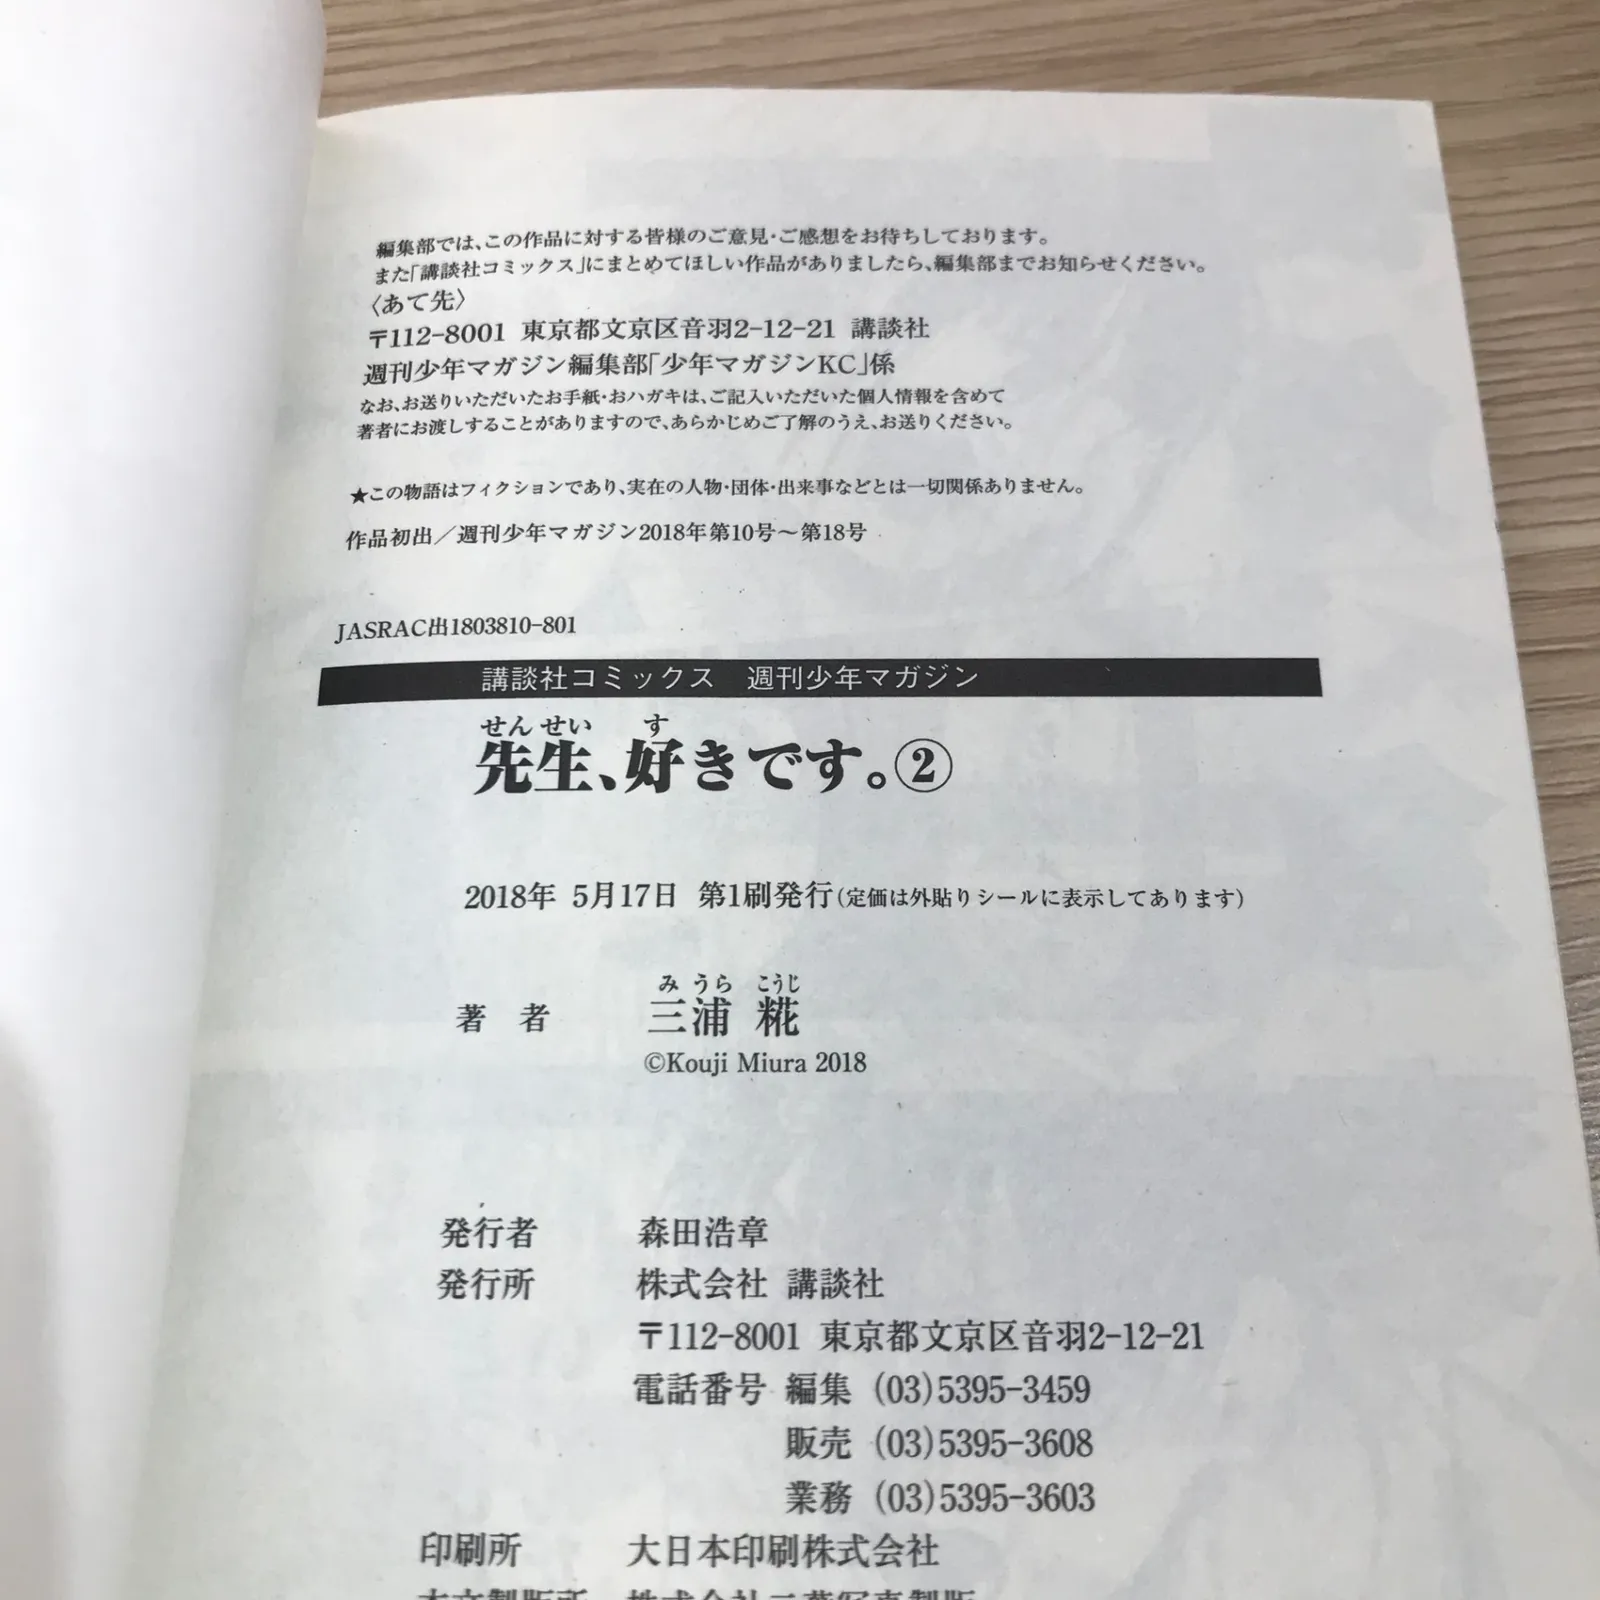 編集部では、この作品に対する皆様のご意見・ご感想をお待ちしております。
また「講談社コミックス」にまとめてほしい作品がありましたら、編集部までお知らせください。
〈あて先〉
〒112-8001 東京都文京区音羽2-12-21 講談社
週刊少年マガジン編集部「少年マガジンKC」係
なお、お送りいただいたお手紙・おハガキは、ご記入いただいた個人情報を含めて
著者にお渡しすることがありますので、あらかじめご了解のうえ、お送りください。
★この物語はフィクションであり、実在の人物・団体・出来事などとは一切関係ありません。
作品初出／週刊少年マガジン2018年第10号～第18号
JASRAC出1803810-801
講談社コミックス 週刊少年マガジン
せんせい す
先生、好きです。②
2018年 5月17日 第1刷発行(定価は外貼りシールに表示してあります)
みうら こうじ
著 者 三浦 糀
©Kouji Miura 2018
発行者 森田浩章
発行所 株式会社 講談社
〒112-8001 東京都文京区音羽2-12-21
電話番号 編集 (03)5395-3459
販売 (03)5395-3608
業務 (03)5395-3603
印刷所 大日本印刷株式会社
本文製版所 株式会社二葉写真製版